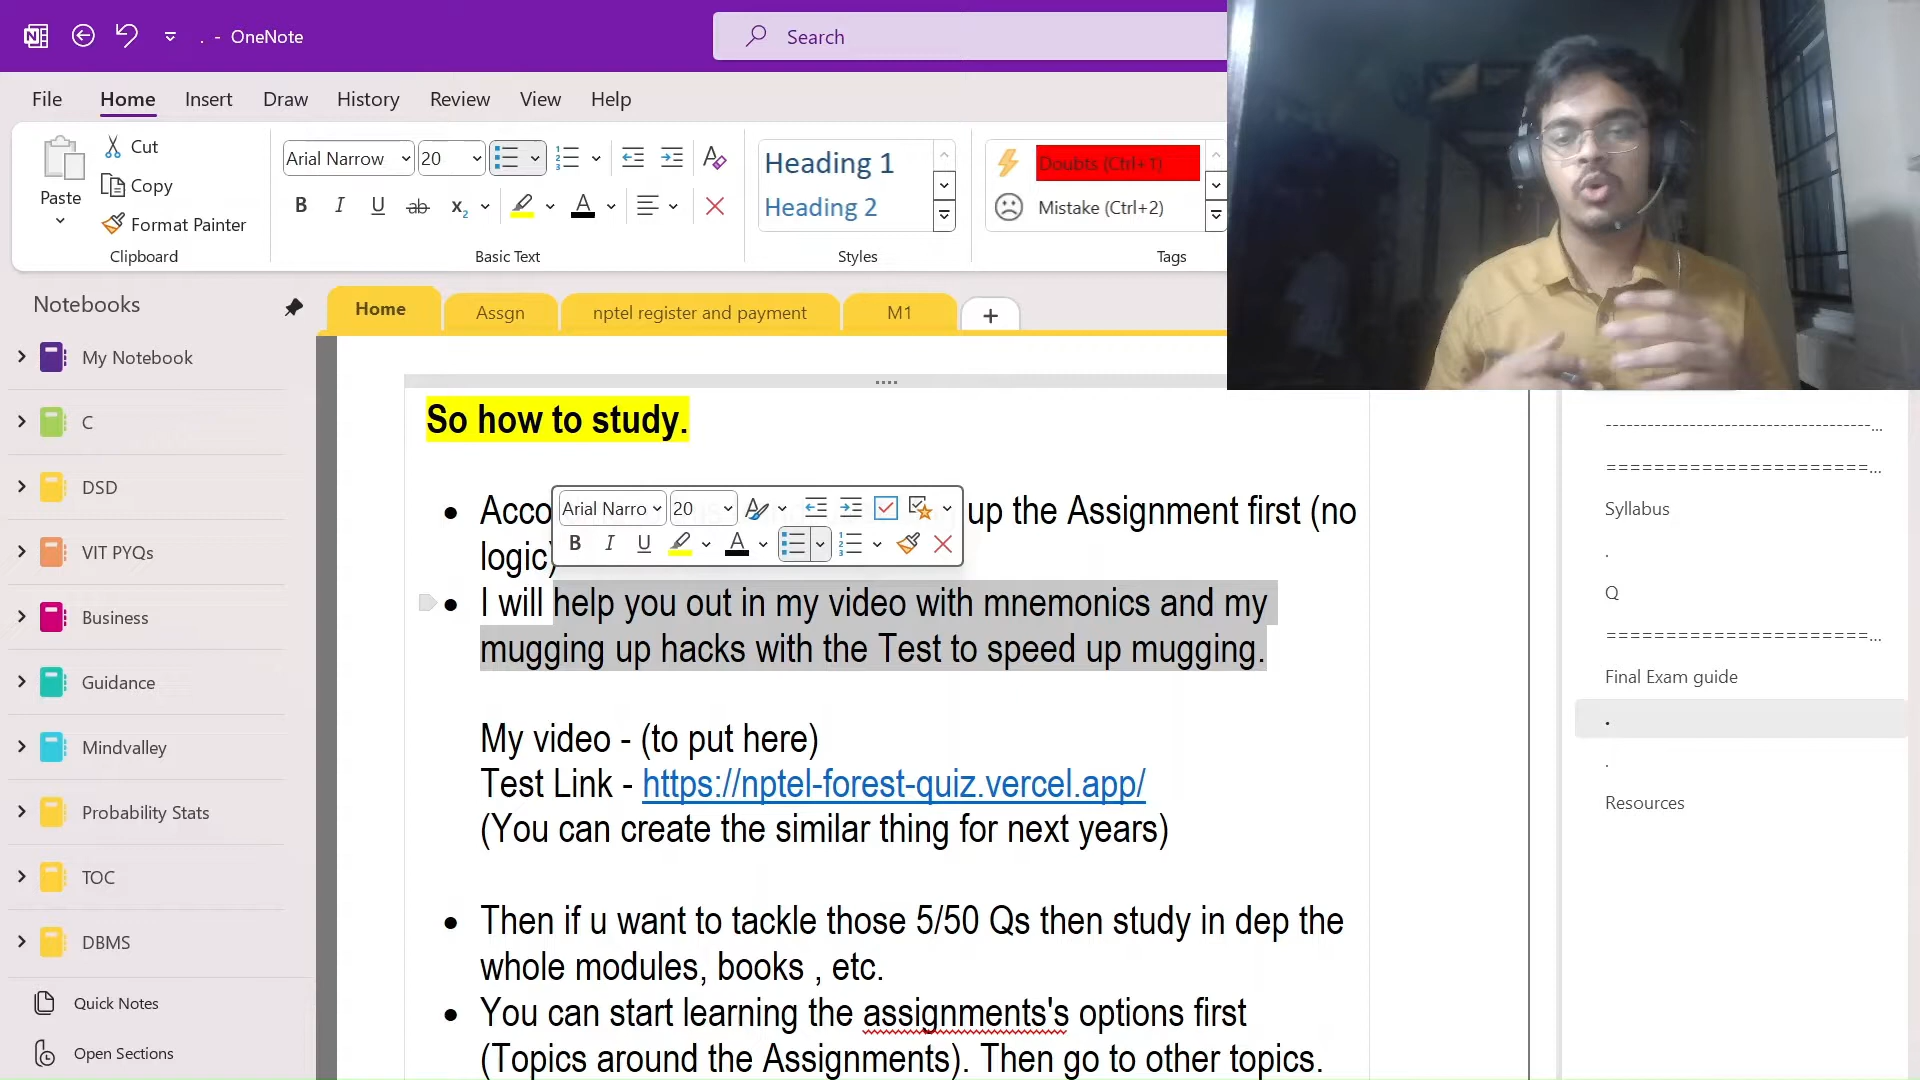 . - OneNote
Search
File Home Insert Draw History Review View Help
Paste
Cut
Copy
Format Painter
Clipboard
Arial Narrow 20
B I U ab x2 A
Basic Text
Heading 1
Heading 2
Styles
Doubts (Ctrl+1)
Mistake (Ctrl+2)
Tags
Notebooks
My Notebook
C
DSD
VIT PYQs
Business
Guidance
Mindvalley
Probability Stats
TOC
DBMS
Quick Notes
Open Sections
Home Assgn nptel register and payment M1 +
So how to study.
• Acco up the Assignment first (no
logic)
Arial Narro 20
B I U A
• I will help you out in my video with mnemonics and my
mugging up hacks with the Test to speed up mugging.
My video - (to put here)
Test Link - https://nptel-forest-quiz.vercel.app/
(You can create the similar thing for next years)
• Then if u want to tackle those 5/50 Qs then study in dep the
whole modules, books , etc.
• You can start learning the assignments's options first
(Topics around the Assignments). Then go to other topics.
--------------------------------------...
======================...
Syllabus
.
Q
======================...
Final Exam guide
.
.
Resources